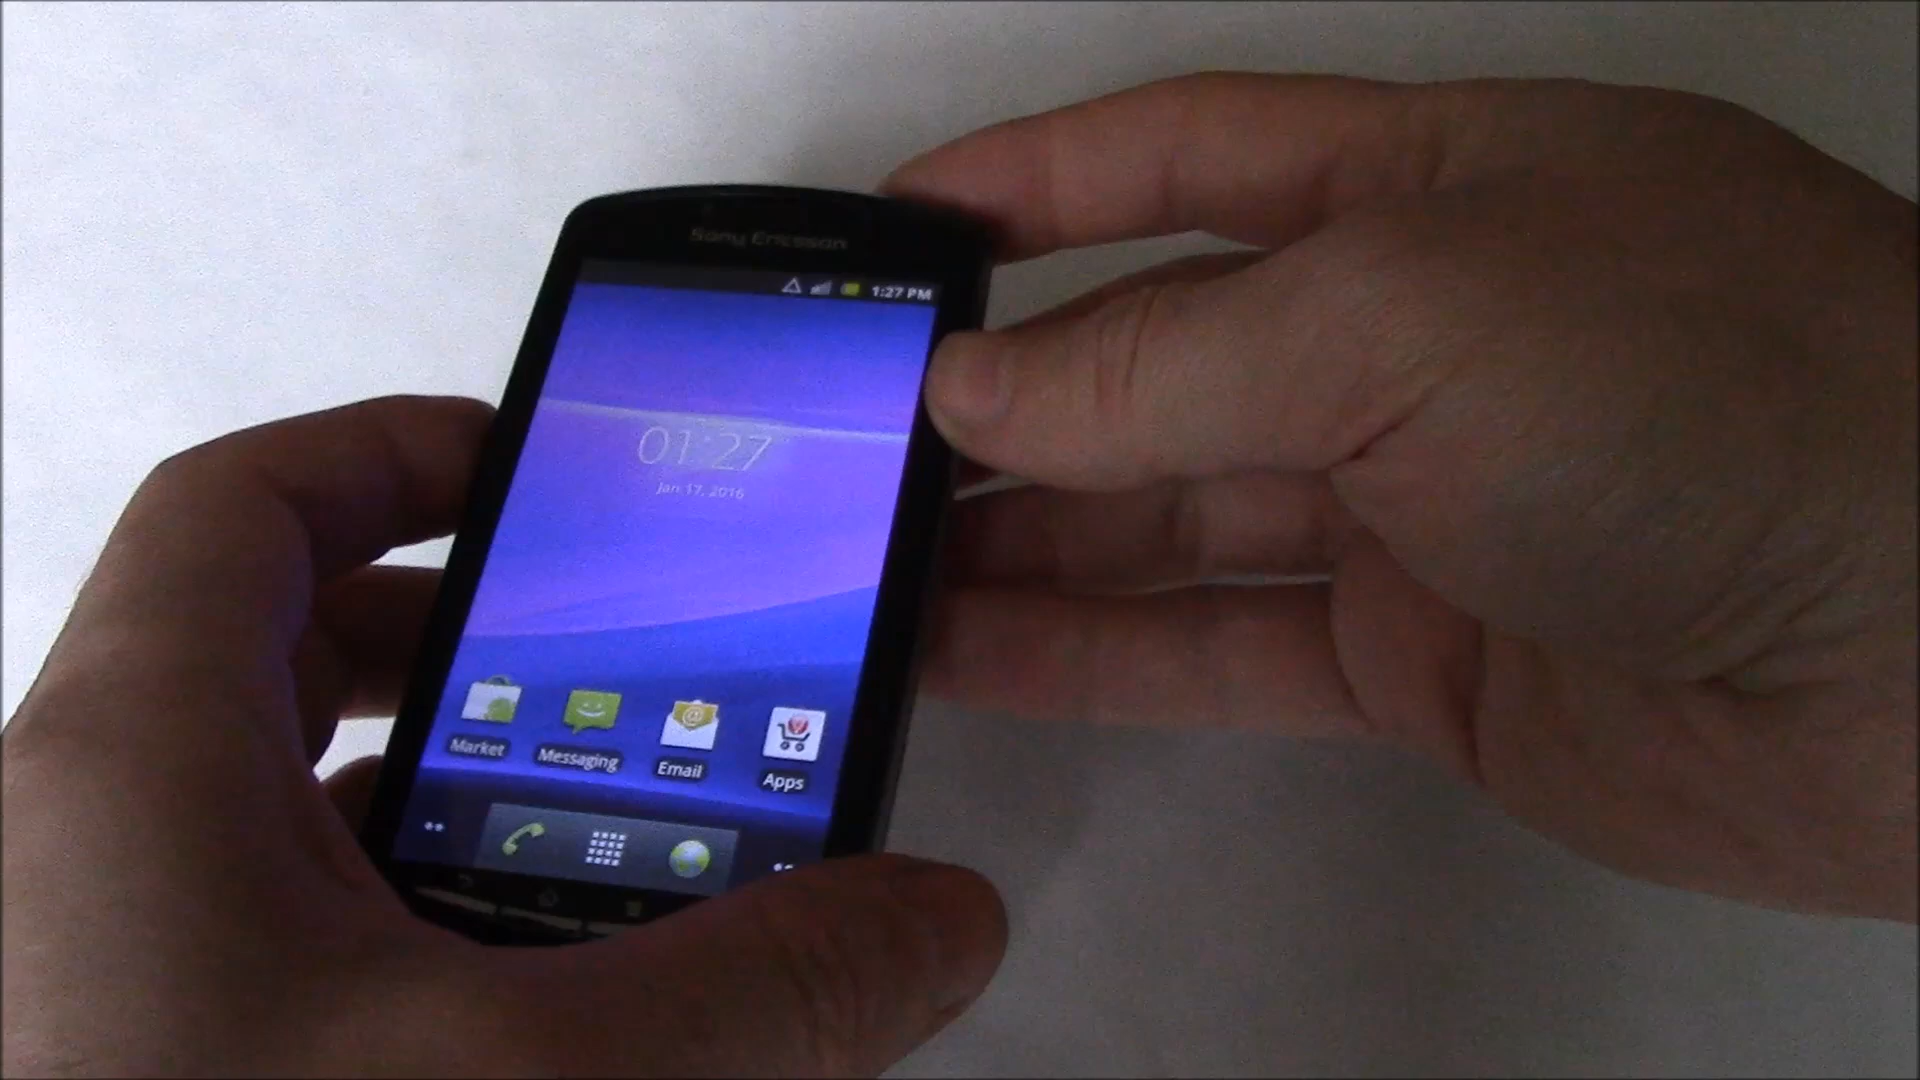 Sony Ericsson
1:27 PM
01:27
Jan 17, 2016
Market
Messaging
Email
Apps